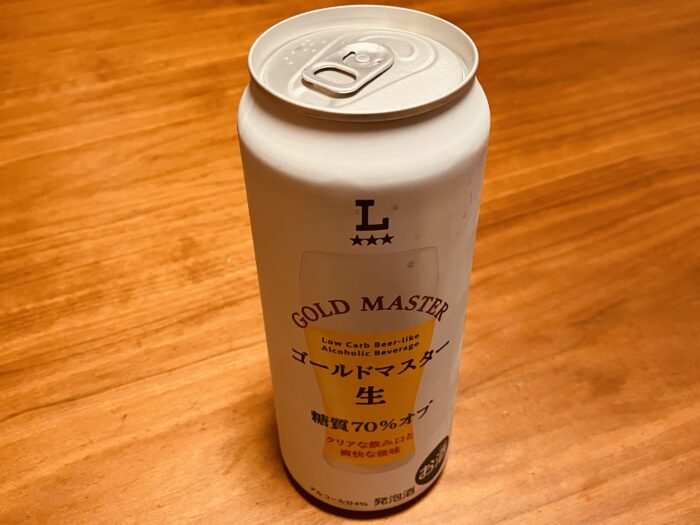 L
★★★
GOLD MASTER
Low Carb Beer-like
Alcoholic Beverage
ゴールドマスター
生
糖質70%オフ
クリアな飲み口と
爽快な後味
お酒
アルコール分4% 発泡酒